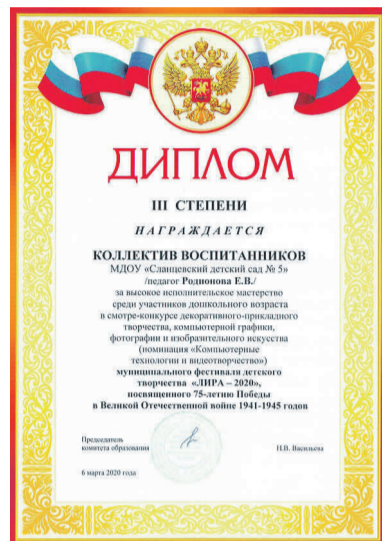 ДИПЛОМ
III СТЕПЕНИ
НАГРАЖДАЕТСЯ
КОЛЛЕКТИВ ВОСПИТАННИКОВ
МДОУ «Сланцевский детский сад № 5»
/педагог Родионова Е.В./
за высокое исполнительское мастерство
среди участников дошкольного возраста
в смотре-конкурсе декоративно-прикладного
творчества, компьютерной графики,
фотографии и изобразительного искусства
(номинация «Компьютерные
технологии и видеотворчество»)
муниципального фестиваля детского
творчества «ЛИРА – 2020»,
посвященного 75-летию Победы
в Великой Отечественной войне 1941-1945 годов
Председатель
комитета образования Н.В. Васильева
6 марта 2020 года